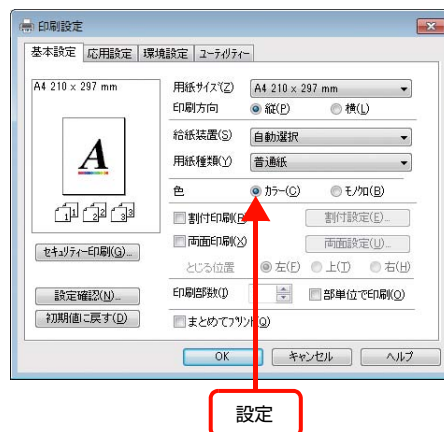 印刷設定
基本設定 応用設定 環境設定 ユーティリティー
A4 210 x 297 mm
用紙サイズ(Z) A4 210 x 297 mm
印刷方向 縦(P) 横(L)
給紙装置(S) 自動選択
用紙種類(Y) 普通紙
A
色 カラー(C) モノクロ(B)
1 1 2 2 3 3
割付印刷(R 割付設定(E)...
両面印刷(X) 両面設定(U)...
セキュリティー印刷(G)...
とじる位置 左(F) 上(T) 右(H)
設定確認(N)...
印刷部数(I) 部単位で印刷(O)
初期値に戻す(D)
まとめてプリント(Q)
OK キャンセル ヘルプ
設定